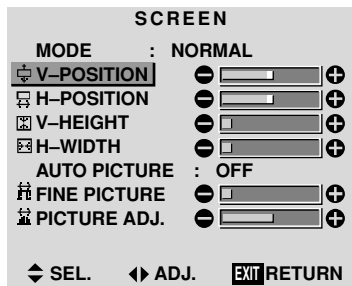 SCREEN
MODE : NORMAL
V–POSITION
H–POSITION
V–HEIGHT
H–WIDTH
AUTO PICTURE : OFF
FINE PICTURE
PICTURE ADJ.
SEL. ADJ. EXIT RETURN